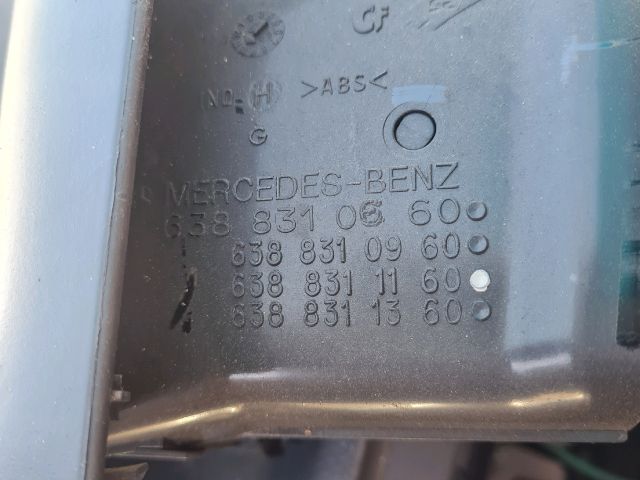 CF
NO. H >ABS<
G
MERCEDES-BENZ
638 831 06 60
638 831 09 60
638 831 11 60
638 831 13 60